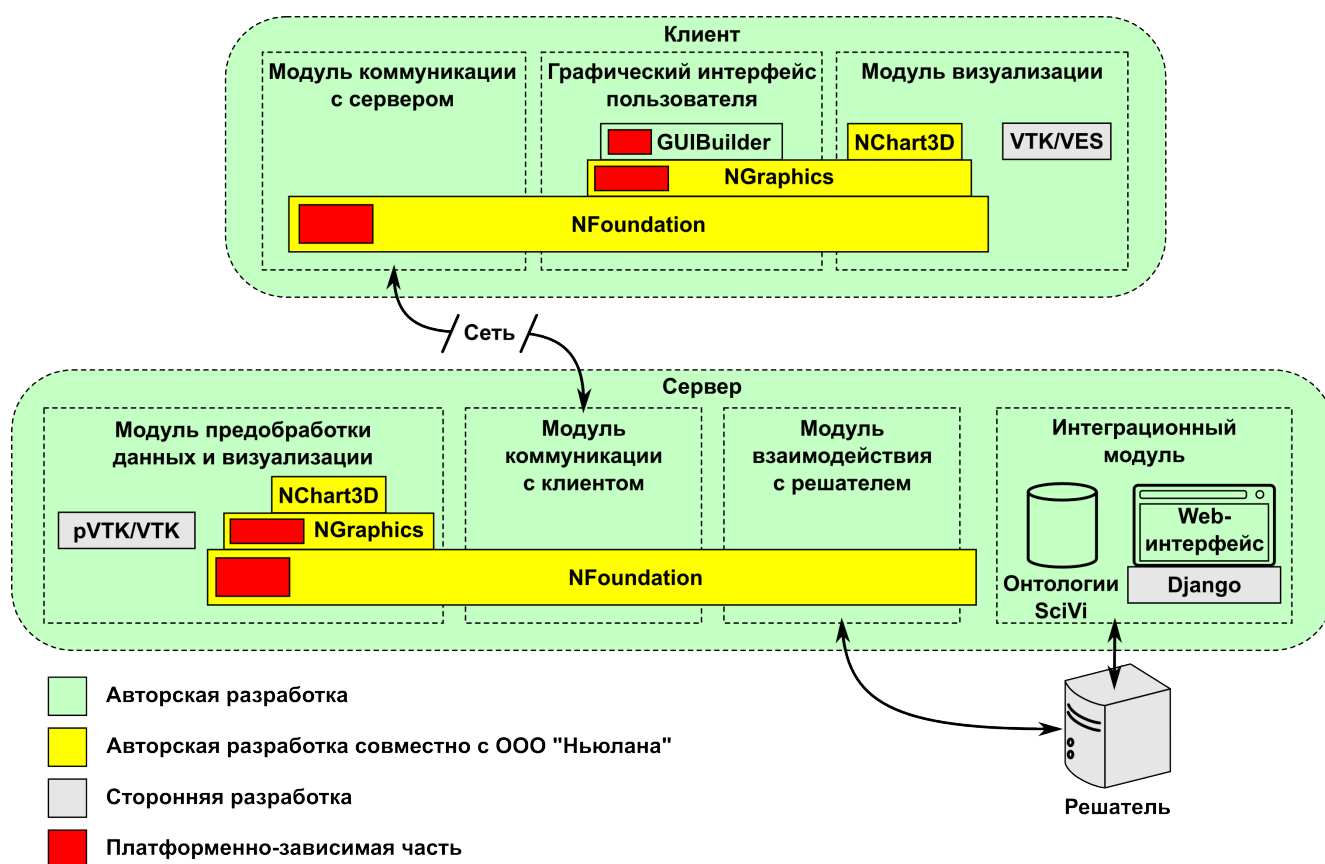 Клиент
Модуль коммуникации
с сервером
Графический интерфейс
пользователя
Модуль визуализации
GUIBuilder
NChart3D
VTK/VES
NGraphics
NFoundation
Сеть
Сервер
Модуль предобработки
данных и визуализации
Модуль
коммуникации
с клиентом
Модуль
взаимодействия
с решателем
Интеграционный
модуль
NChart3D
pVTK/VTK
NGraphics
NFoundation
Web-
интерфейс
Онтологии
SciVi
Django
Авторская разработка
Авторская разработка совместно с ООО "Ньюлана"
Сторонняя разработка
Платформенно-зависимая часть
Решатель